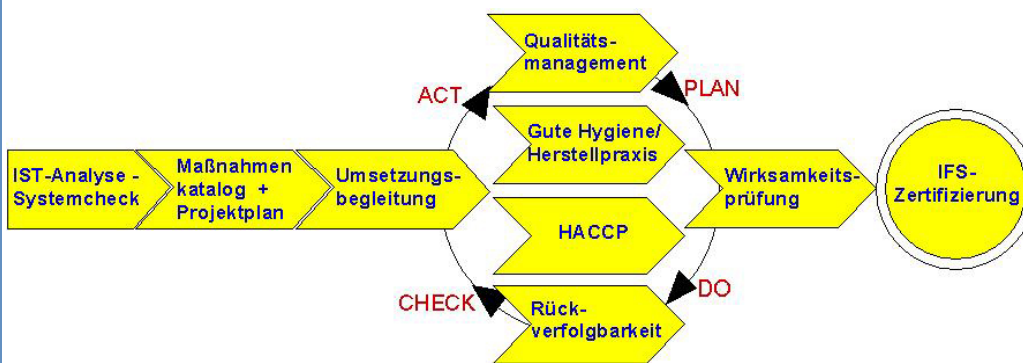 IST-Analyse -
Systemcheck
Maßnahmen
katalog +
Projektplan
Umsetzungs-
begleitung
ACT
Qualitäts-
management
PLAN
Gute Hygiene/
Herstellpraxis
HACCP
CHECK
Rück-
verfolgbarkeit
DO
Wirksamkeits-
prüfung
IFS-
Zertifizierung